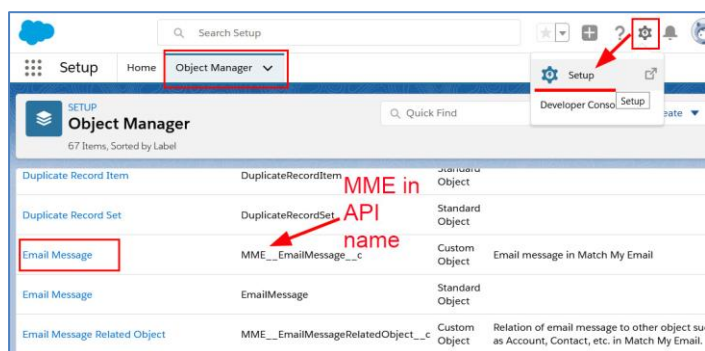 Search Setup
Setup Home Object Manager
Setup
Developer Conso
Setup
SETUP
Object Manager
67 Items, Sorted by Label
Quick Find
eate
Duplicate Record Item DuplicateRecordItem Standard
Object
MME in
API
name
Duplicate Record Set DuplicateRecordSet Standard
Object
Email Message MME__EmailMessage__c Custom
Object Email message in Match My Email
Email Message EmailMessage Standard
Object
Email Message Related Object MME__EmailMessageRelatedObject__c Custom
Object Relation of email message to other object su
as Account, Contact, etc. in Match My Email.